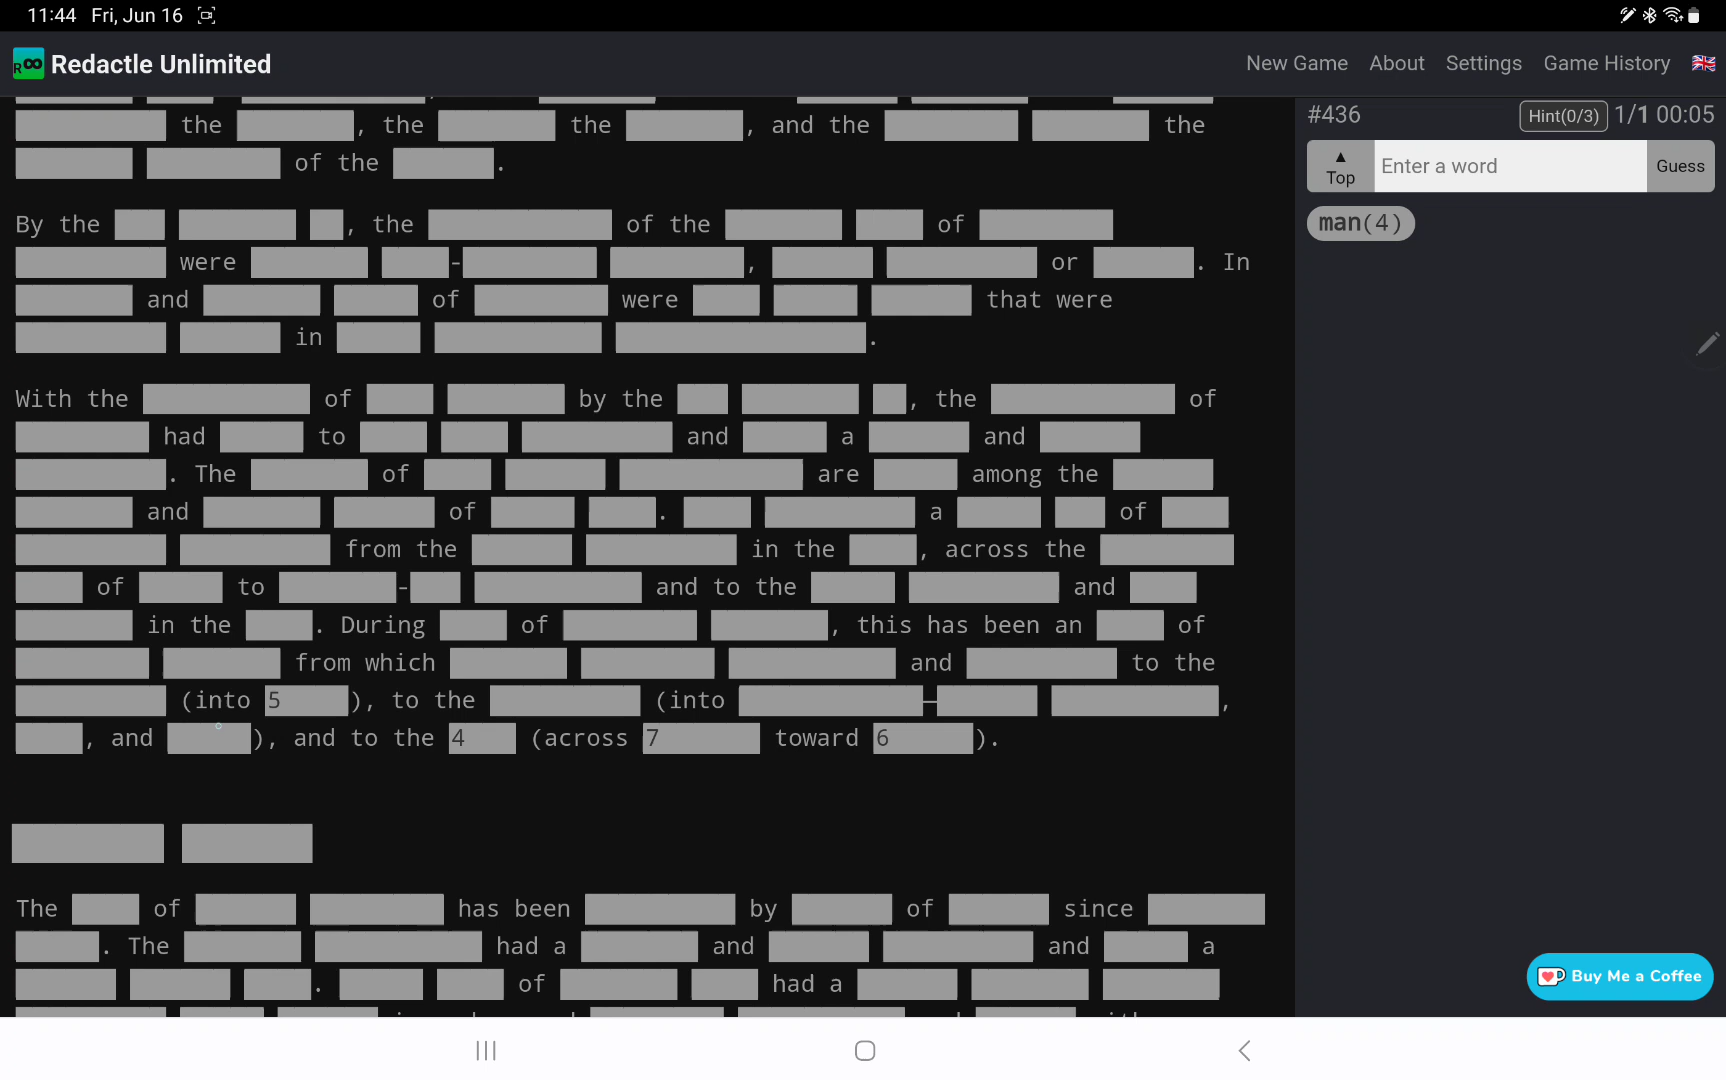 11:44 Fri, Jun 16
R∞ Redactle Unlimited
New Game About Settings Game History
the , the the , and the the
of the .
By the , the of the of
were - , or . In
and of were that were
in .
With the of by the , the of
had to and a and
. The of are among the
and of . a of
from the in the , across the
of to - and to the and
in the . During of , this has been an of
from which and to the
(into 5 ), to the (into — ,
, and ), and to the 4 (across 7 toward 6 ).
The of has been by of since
. The had a and and a
. of had a
#436 Hint(0/3) 1/1 00:05
▲
Top Enter a word Guess
man(4)
Buy Me a Coffee